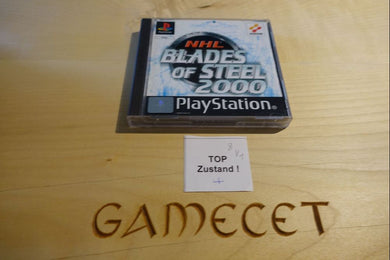 NHL
BLADES
OF STEEL
2000
PlayStation
TOP
Zustand !
GAMECET